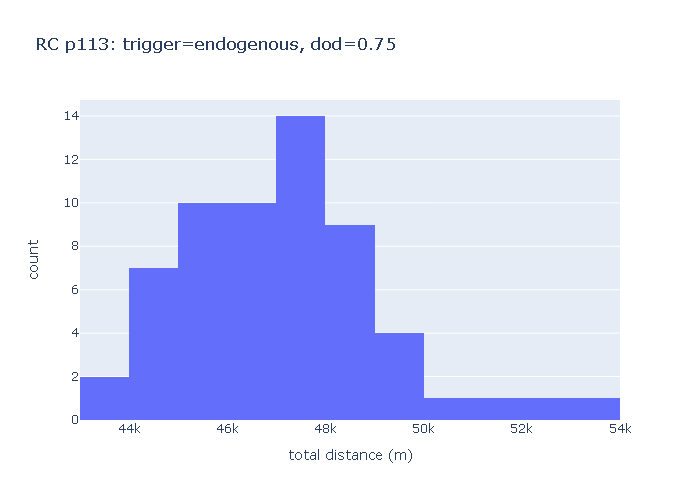 RC p113: trigger=endogenous, dod=0.75
14
12
10
8
6
4
2
0
count
44k 46k 48k 50k 52k 54k
total distance (m)